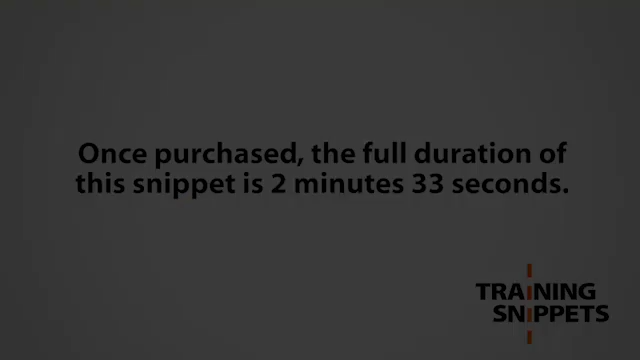 Once purchased, the full duration of
this snippet is 2 minutes 33 seconds.
TRAINING
SNIPPETS